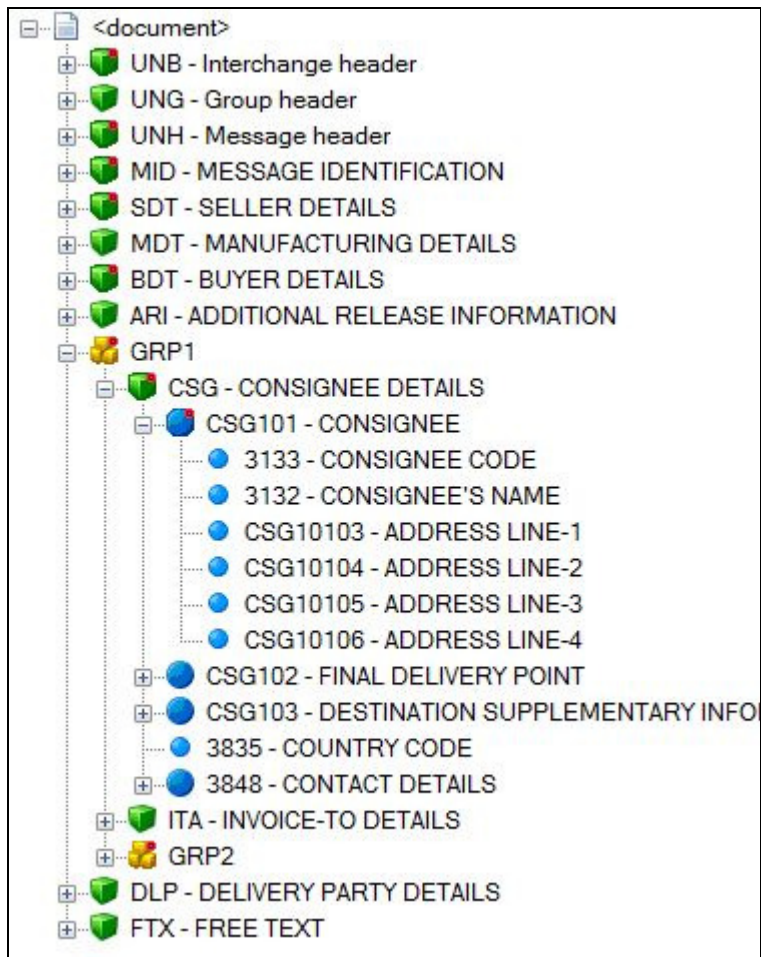 <document>
UNB - Interchange header
UNG - Group header
UNH - Message header
MID - MESSAGE IDENTIFICATION
SDT - SELLER DETAILS
MDT - MANUFACTURING DETAILS
BDT - BUYER DETAILS
ARI - ADDITIONAL RELEASE INFORMATION
GRP1
CSG - CONSIGNEE DETAILS
CSG101 - CONSIGNEE
3133 - CONSIGNEE CODE
3132 - CONSIGNEE'S NAME
CSG10103 - ADDRESS LINE-1
CSG10104 - ADDRESS LINE-2
CSG10105 - ADDRESS LINE-3
CSG10106 - ADDRESS LINE-4
CSG102 - FINAL DELIVERY POINT
CSG103 - DESTINATION SUPPLEMENTARY INFO
3835 - COUNTRY CODE
3848 - CONTACT DETAILS
ITA - INVOICE-TO DETAILS
GRP2
DLP - DELIVERY PARTY DETAILS
FTX - FREE TEXT